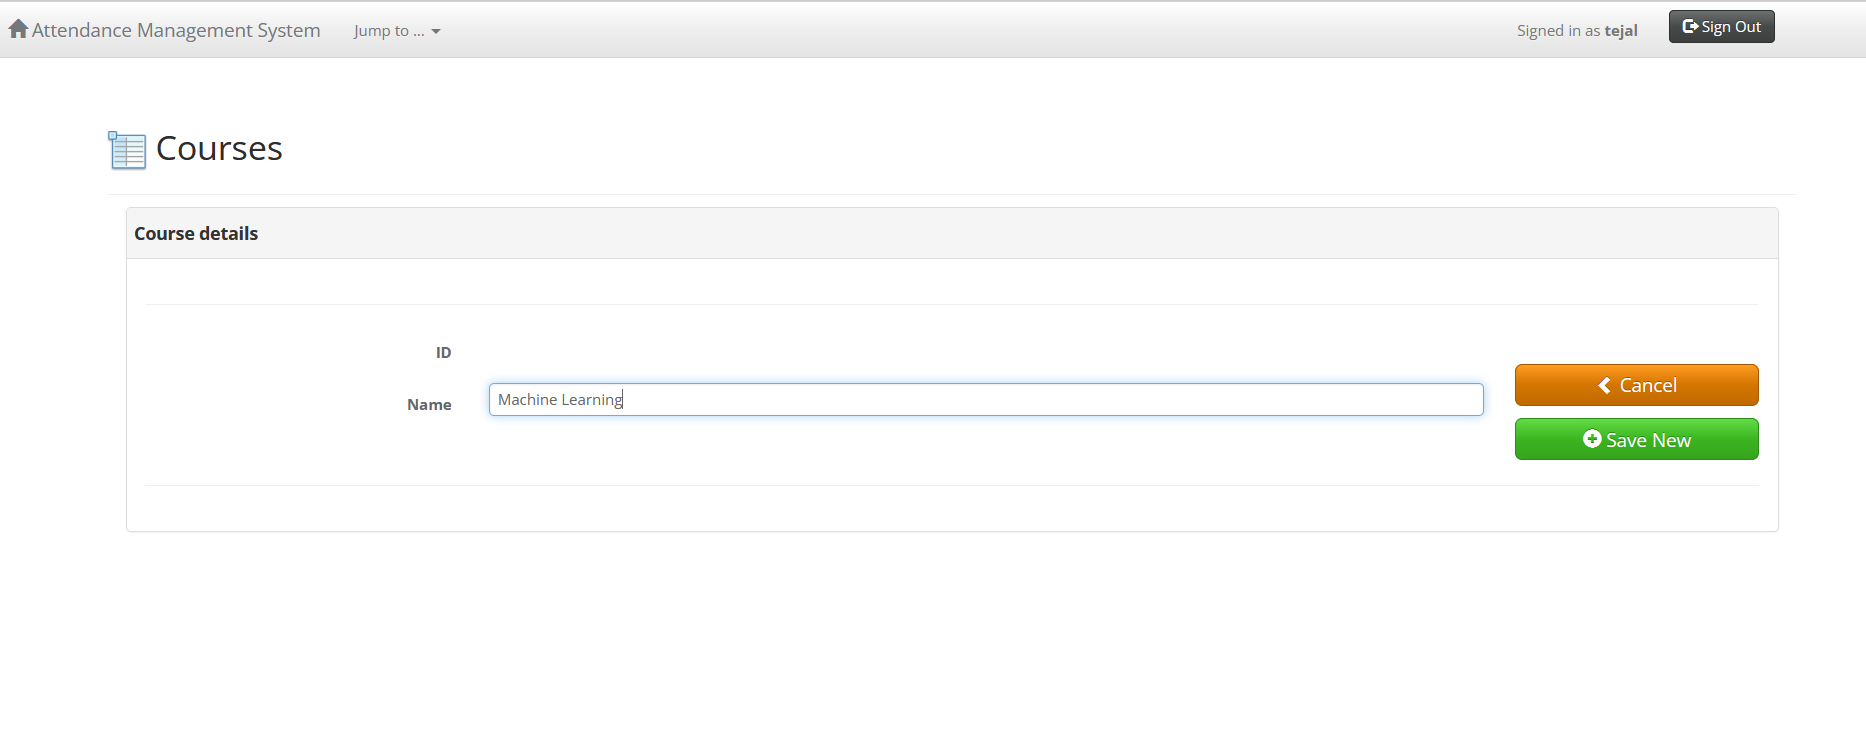 Attendance Management System Jump to ... Signed in as tejal Sign Out
Courses
Course details
ID
Name Machine Learning
Cancel
Save New